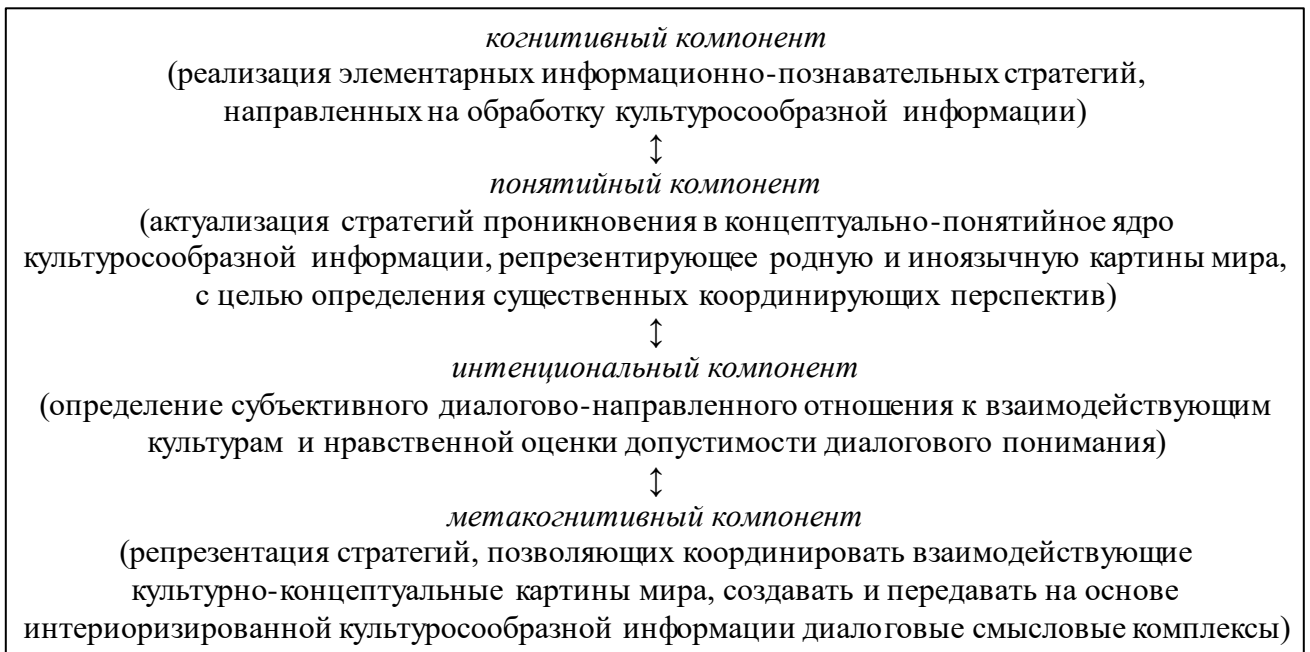 когнитивный компонент
(реализация элементарных информационно-познавательных стратегий,
направленных на обработку культуросообразной информации)
↕
понятийный компонент
(актуализация стратегий проникновения в концептуально-понятийное ядро
культуросообразной информации, репрезентирующее родную и иноязычную картины мира,
с целью определения существенных координирующих перспектив)
↕
интенциональный компонент
(определение субъективного диалогово-направленного отношения к взаимодействующим
культурам и нравственной оценки допустимости диалогового понимания)
↕
метакогнитивный компонент
(репрезентация стратегий, позволяющих координировать взаимодействующие
культурно-концептуальные картины мира, создавать и передавать на основе
интериоризированной культуросообразной информации диалоговые смысловые комплексы)